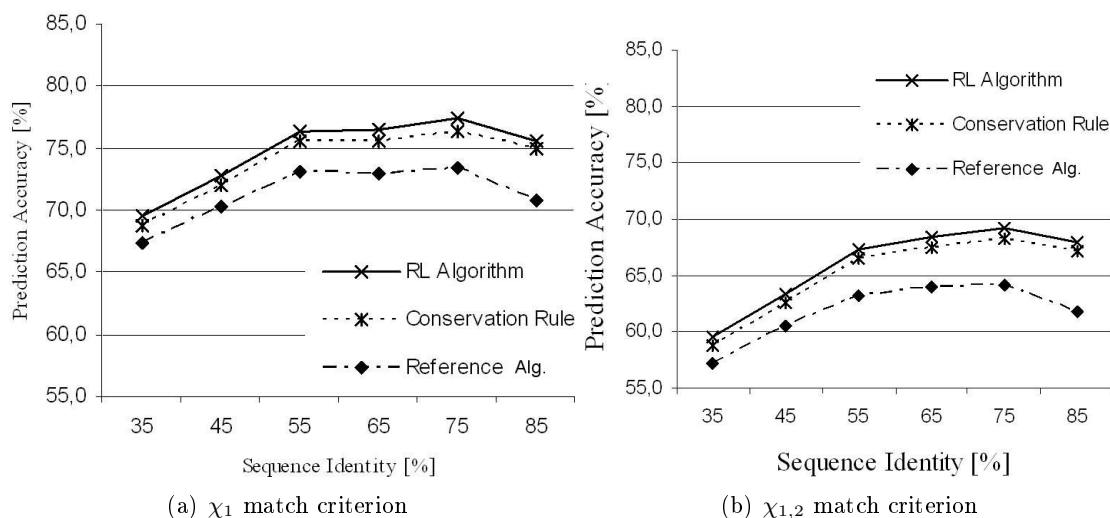 85,0
80,0
75,0
70,0
65,0
60,0
55,0
Prediction Accuracy [%]
RL Algorithm
Conservation Rule
Reference Alg.
35 45 55 65 75 85
Sequence Identity [%]
(a) χ1 match criterion
85,0
80,0
75,0
70,0
65,0
60,0
55,0
Prediction Accuracy [%]
RL Algorithm
Conservation Rule
Reference Alg.
35 45 55 65 75 85
Sequence Identity [%]
(b) χ1,2 match criterion